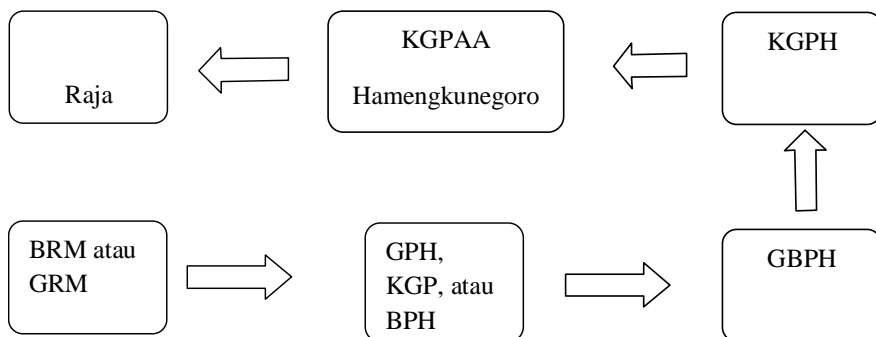 Raja
KGPAA
Hamengkunegoro
KGPH
BRM atau
GRM
GPH,
KGP, atau
BPH
GBPH